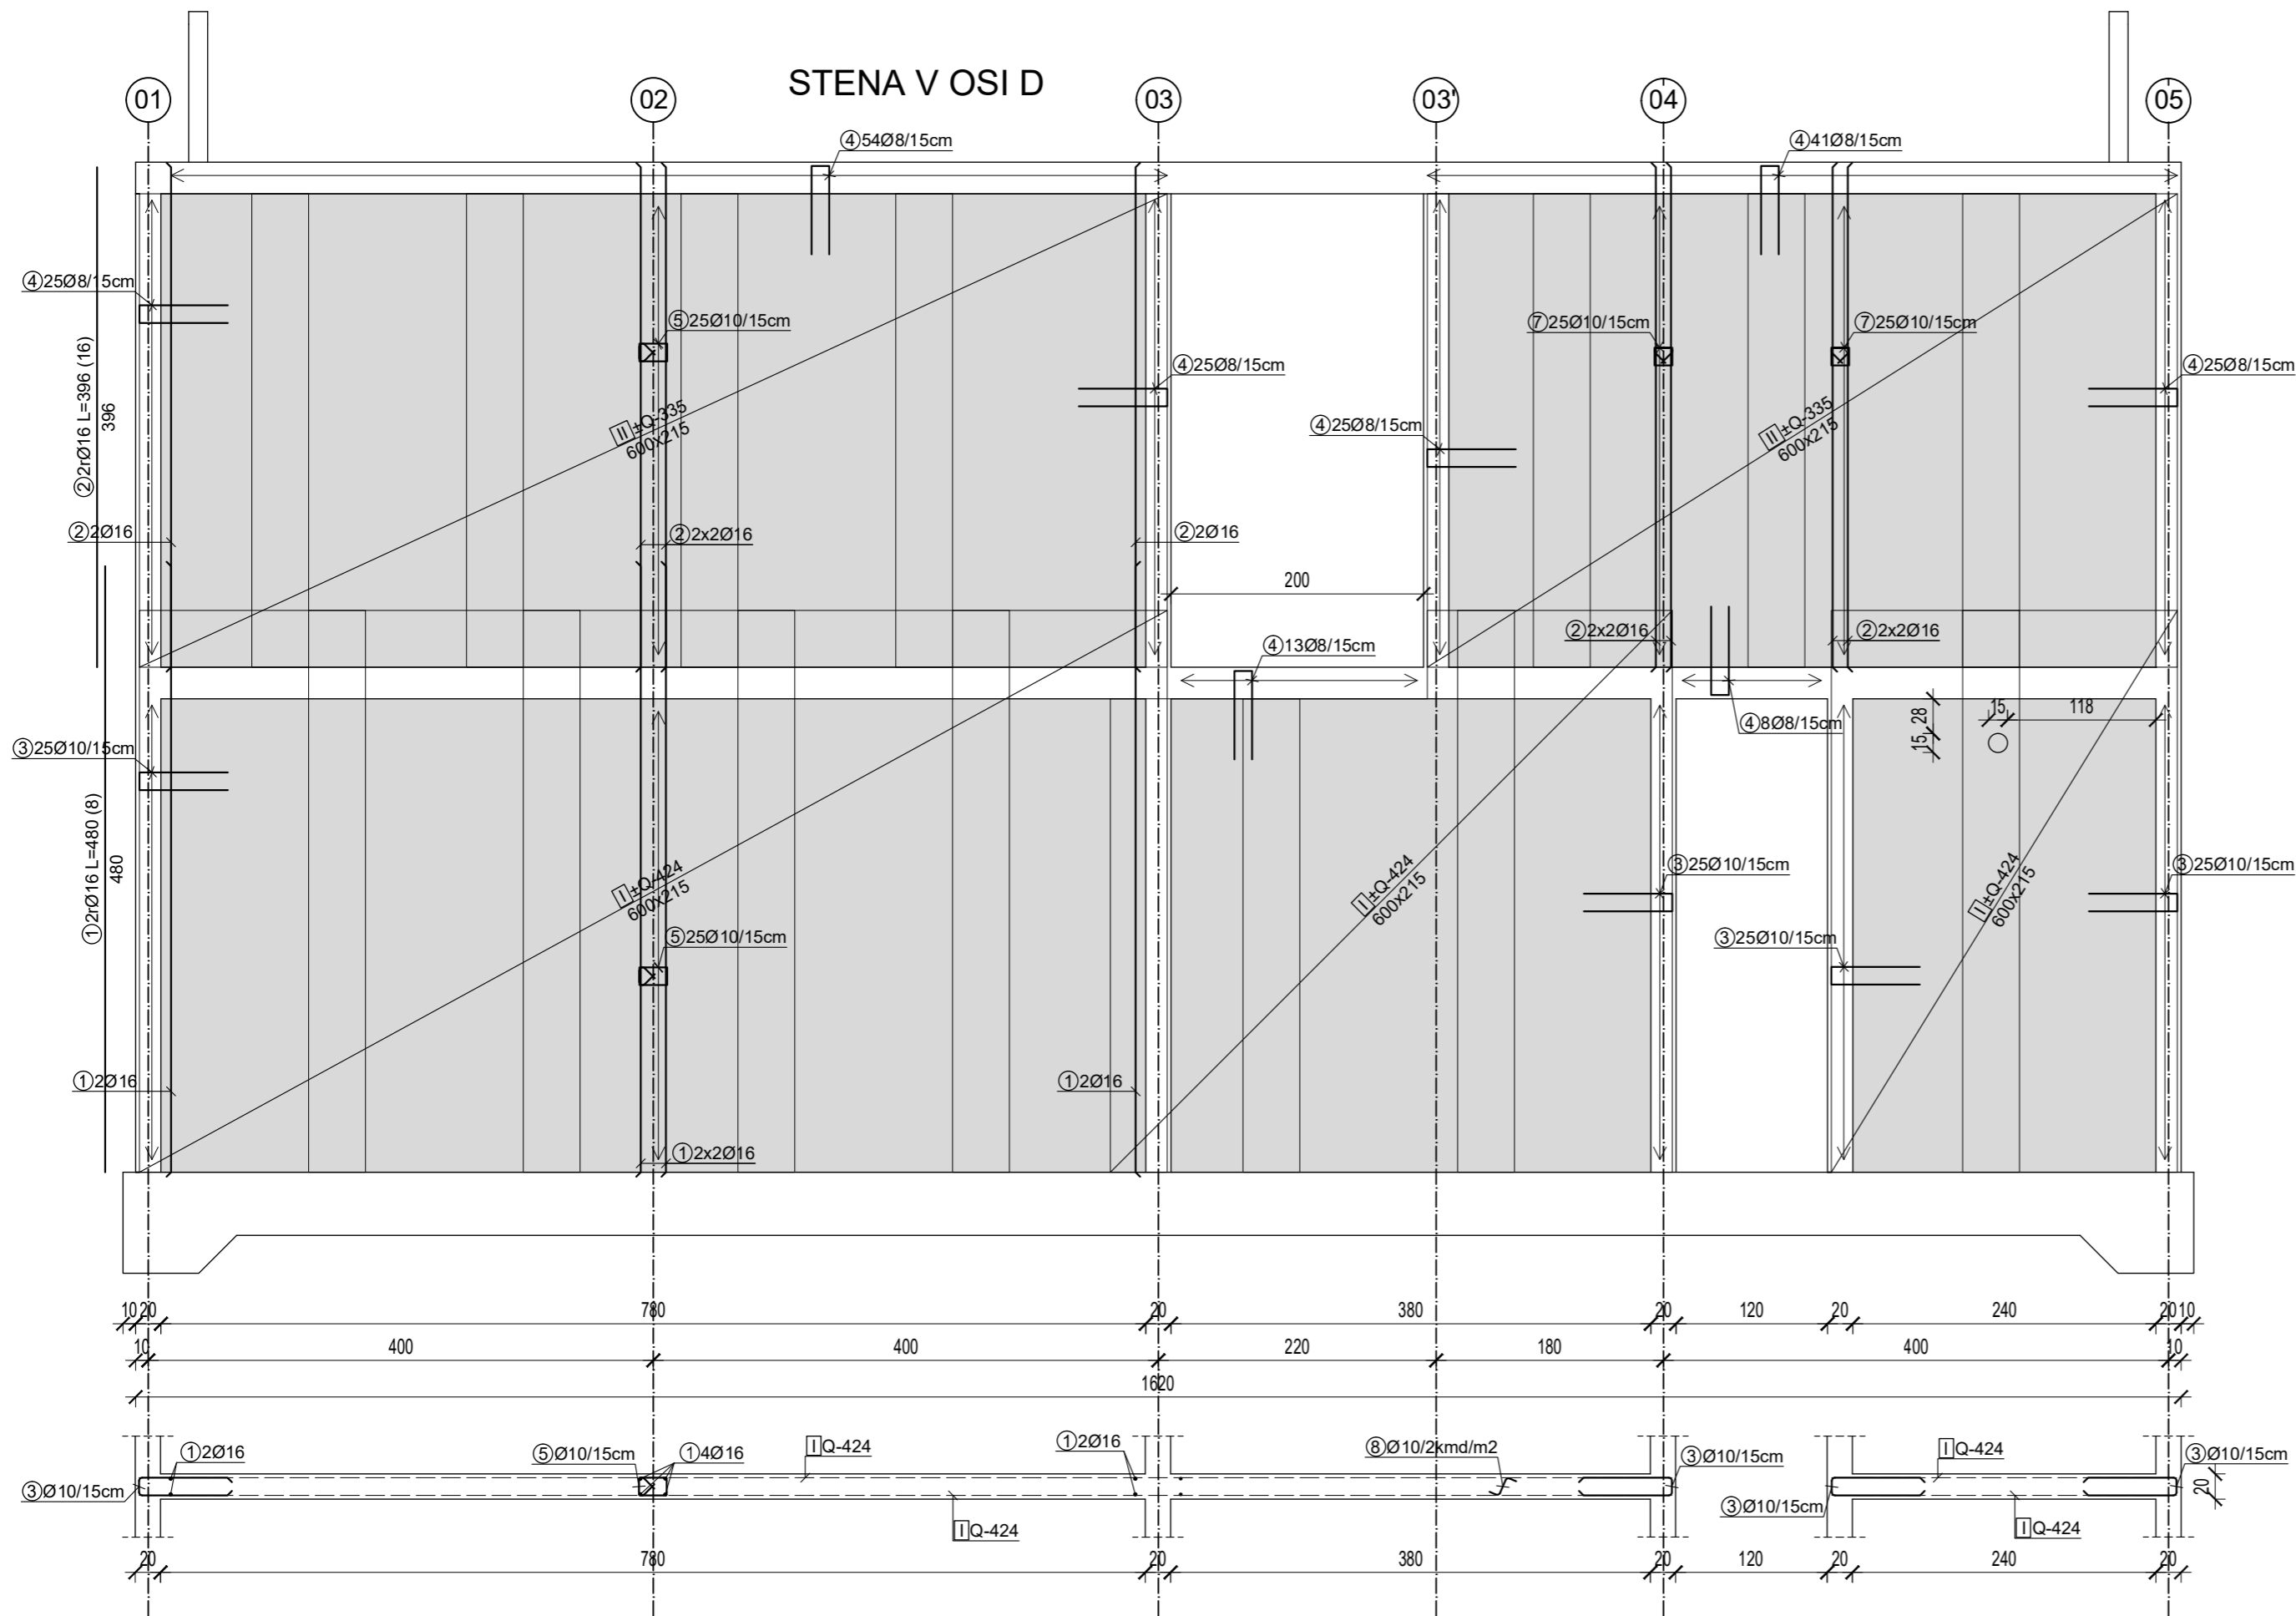 STENA V OSI D
01
02
03
03'
04
05
④54Ø8/15cm
④41Ø8/15cm
④25Ø8/15cm
②2rØ16 L=396 (16)
396
⑤25Ø10/15cm
⑦25Ø10/15cm
⑦25Ø10/15cm
④25Ø8/15cm
④25Ø8/15cm
II ±Q-335
600x215
④25Ø8/15cm
II ±Q-335
600x215
②2Ø16
②2x2Ø16
②2Ø16
200
②2x2Ø16
②2x2Ø16
④13Ø8/15cm
④8Ø8/15cm
28
15
15
118
③25Ø10/15cm
①2rØ16 L=480 (8)
480
I ±Q-424
600x215
I ±Q-424
600x215
I ±Q-424
600x215
③25Ø10/15cm
③25Ø10/15cm
⑤25Ø10/15cm
③25Ø10/15cm
①2Ø16
①2Ø16
①2x2Ø16
10 20 780 20 380 20 120 20 240 20 10
10 400 400 220 180 400 10
1620
①2Ø16
⑤Ø10/15cm
①4Ø16
I Q-424
①2Ø16
⑧Ø10/2kmd/m2
③Ø10/15cm
I Q-424
③Ø10/15cm
③Ø10/15cm
③Ø10/15cm
20
I Q-424
I Q-424
20 780 20 380 20 120 20 240 20